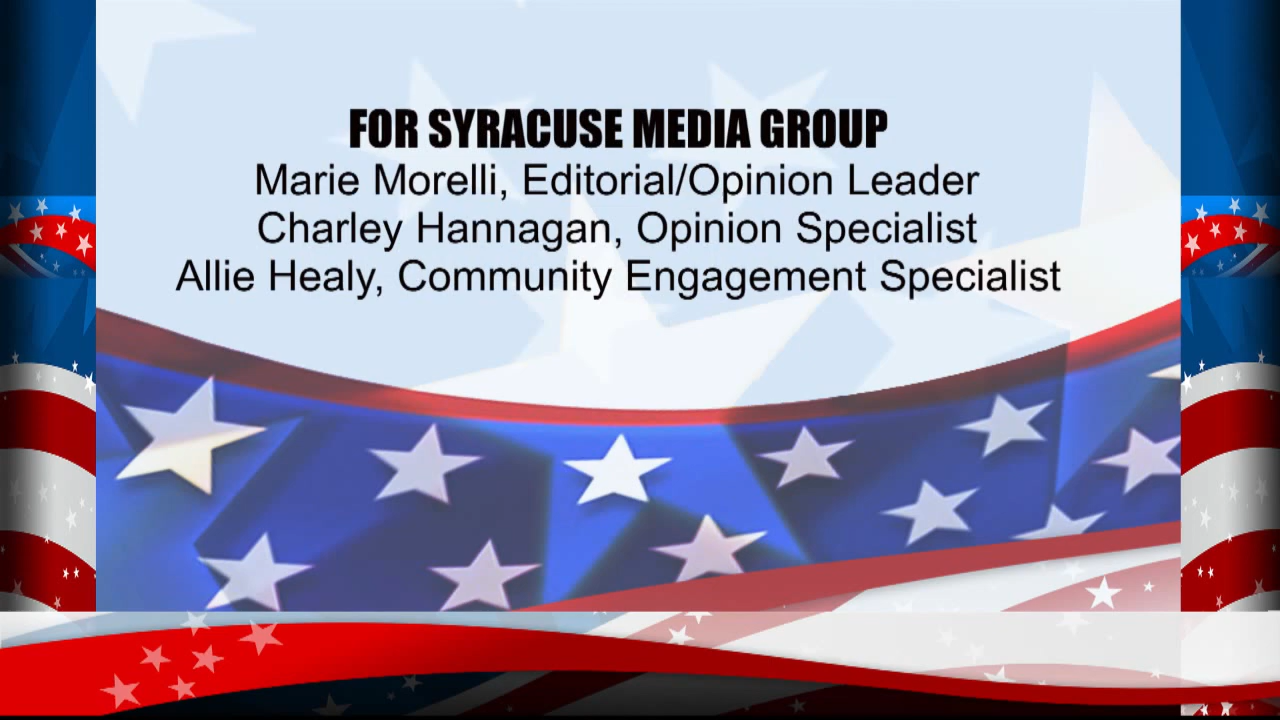 FOR SYRACUSE MEDIA GROUP
Marie Morelli, Editorial/Opinion Leader
Charley Hannagan, Opinion Specialist
Allie Healy, Community Engagement Specialist